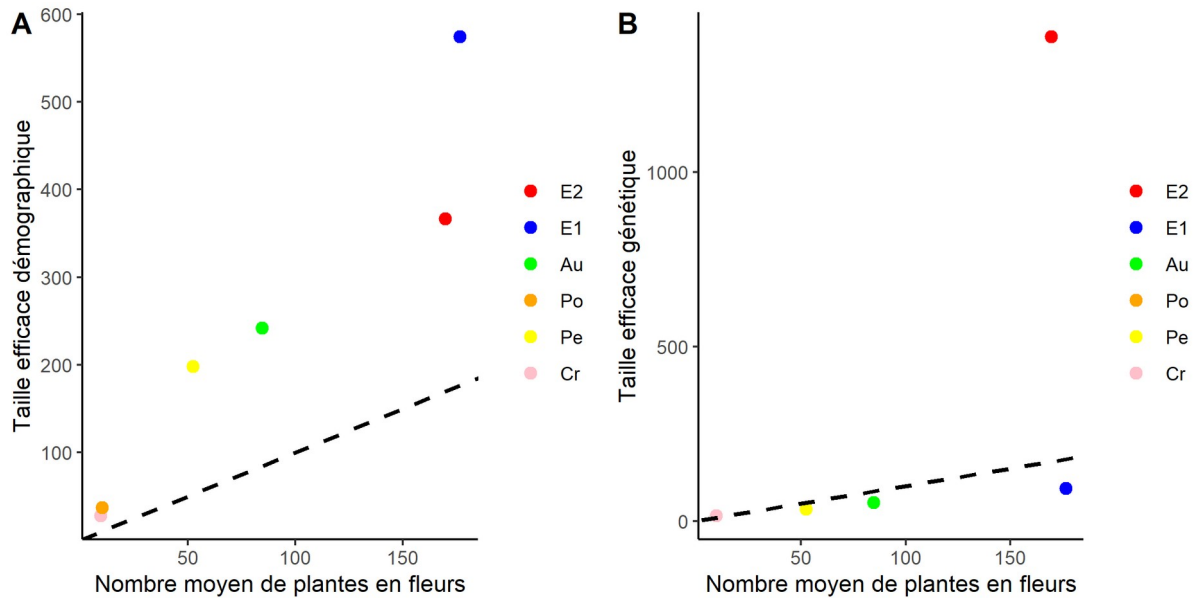 A
Taille efficace démographique
600
500
400
300
200
100
50
100
150
Nombre moyen de plantes en fleurs
E2
E1
Au
Po
Pe
Cr
B
Taille efficace génétique
1000
500
0
50
100
150
Nombre moyen de plantes en fleurs
E2
E1
Au
Po
Pe
Cr